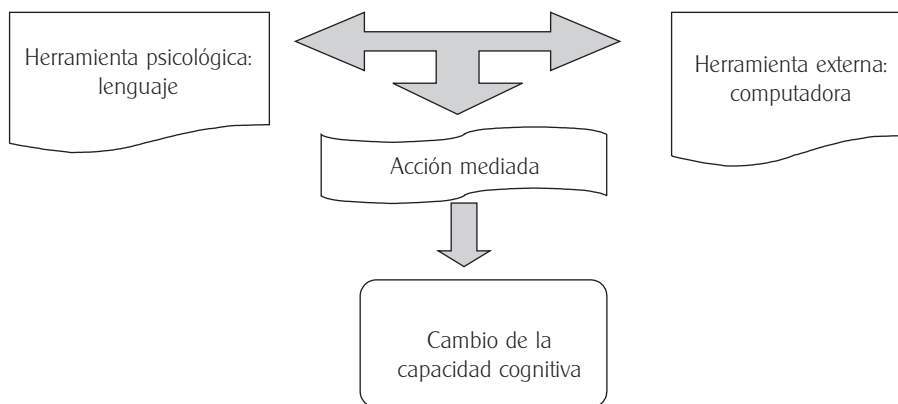 Herramienta psicológica:
lenguaje
Herramienta externa:
computadora
Acción mediada
Cambio de la
capacidad cognitiva